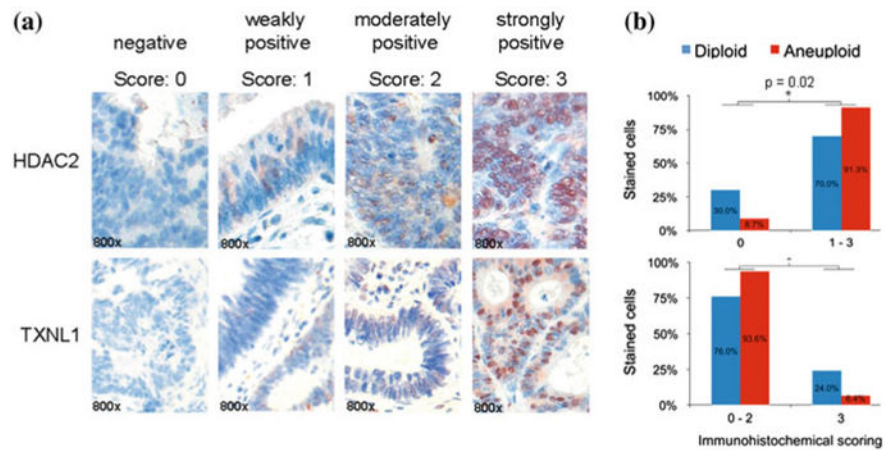 (a)
negative
weakly
positive
moderately
positive
strongly
positive
Score: 0
Score: 1
Score: 2
Score: 3
HDAC2
800x
800x
800x
800x
TXNL1
800x
800x
800x
800x
(b)
Diploid
Aneuploid
p = 0.02
*
100%
75%
50%
25%
0%
Stained cells
30.0%
8.7%
70.0%
91.3%
0
1 - 3
100%
75%
50%
25%
0%
Stained cells
76.0%
93.6%
24.0%
6.4%
0 - 2
3
Immunohistochemical scoring